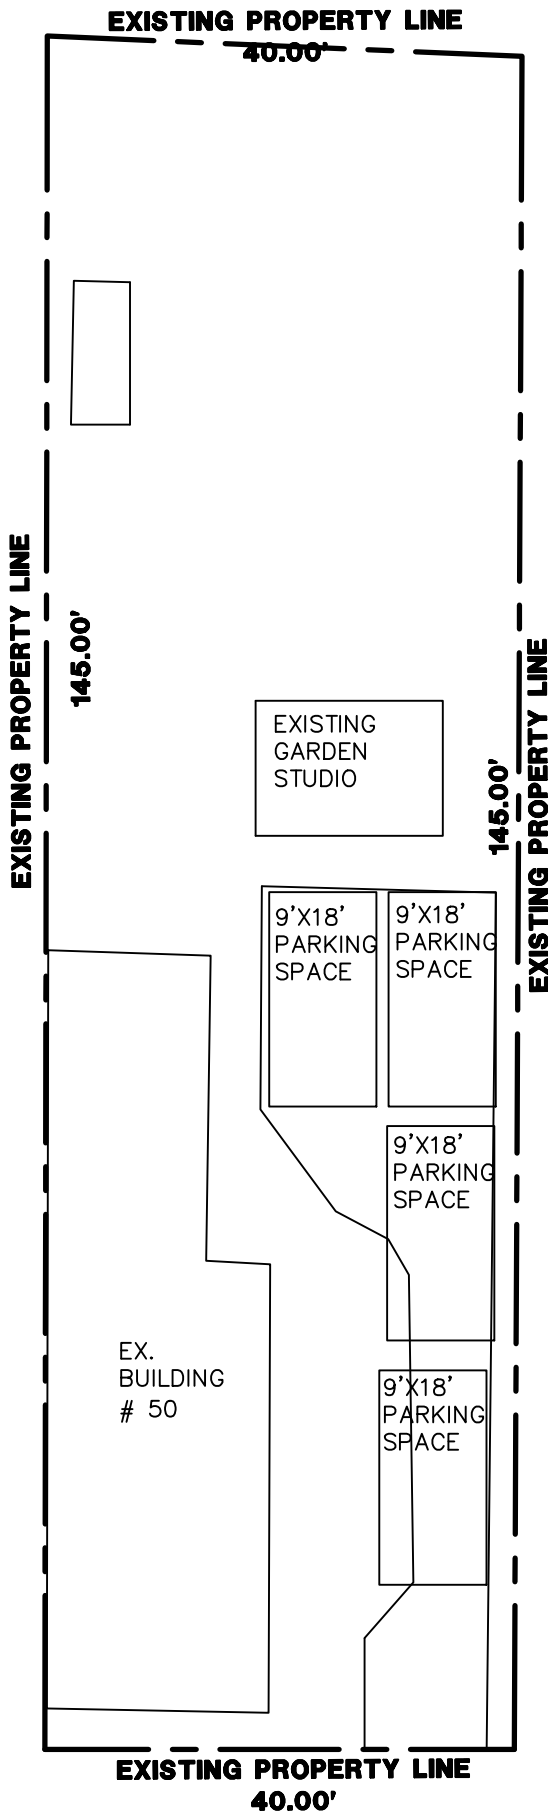 EXISTING PROPERTY LINE
40.00'
EXISTING PROPERTY LINE
145.00'
EXISTING
GARDEN
STUDIO
145.00'
EXISTING PROPERTY LINE
9'X18'
PARKING
SPACE
9'X18'
PARKING
SPACE
9'X18'
PARKING
SPACE
EX.
BUILDING
# 50
9'X18'
PARKING
SPACE
EXISTING PROPERTY LINE
40.00'